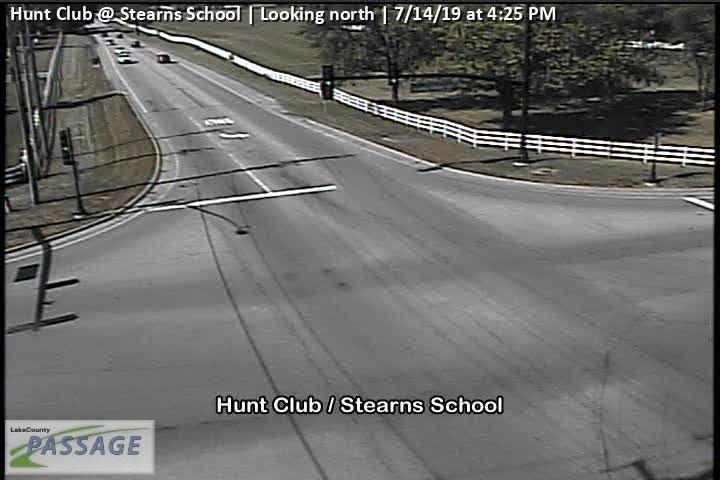 Hunt Club @ Stearns School | Looking north | 7/14/19 at 4:25 PM
Hunt Club / Stearns School
LakeCounty
PASSAGE